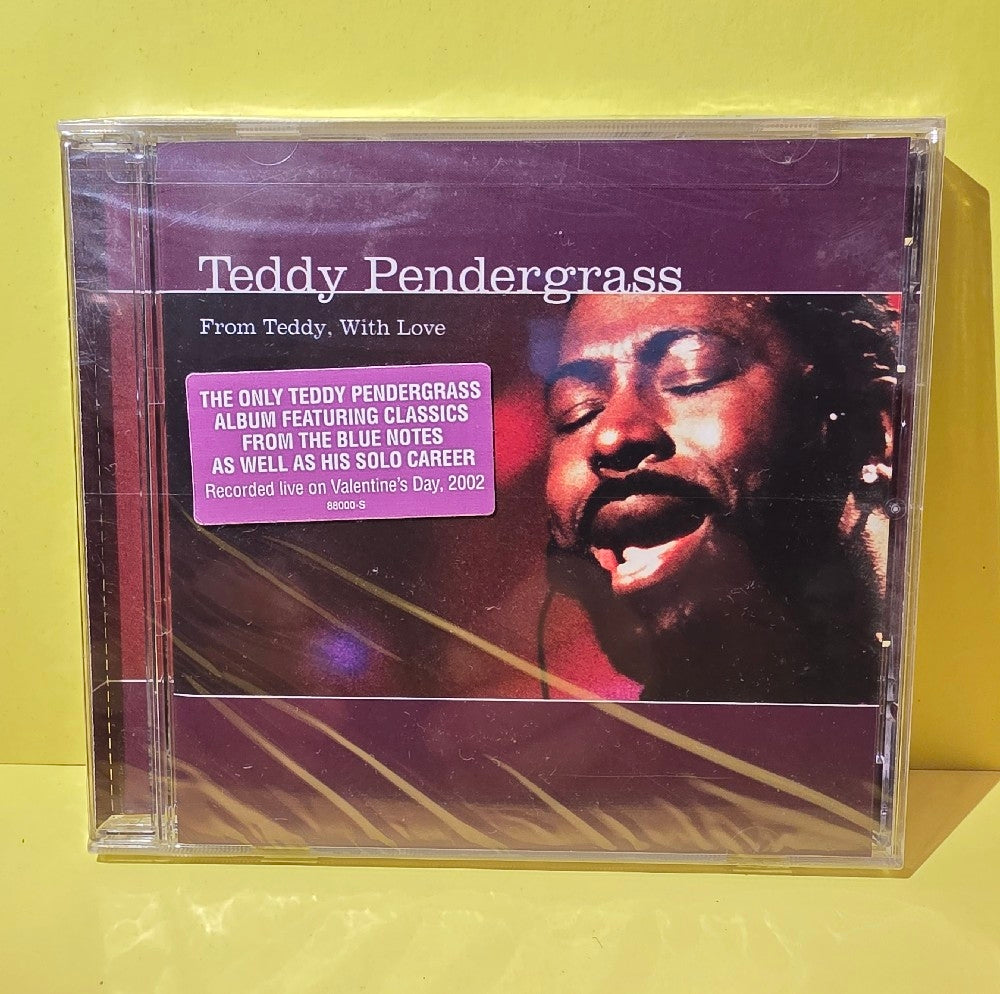 Teddy Pendergrass
From Teddy, With Love
THE ONLY TEDDY PENDERGRASS
ALBUM FEATURING CLASSICS
FROM THE BLUE NOTES
AS WELL AS HIS SOLO CAREER
Recorded live on Valentine's Day, 2002
88000-S